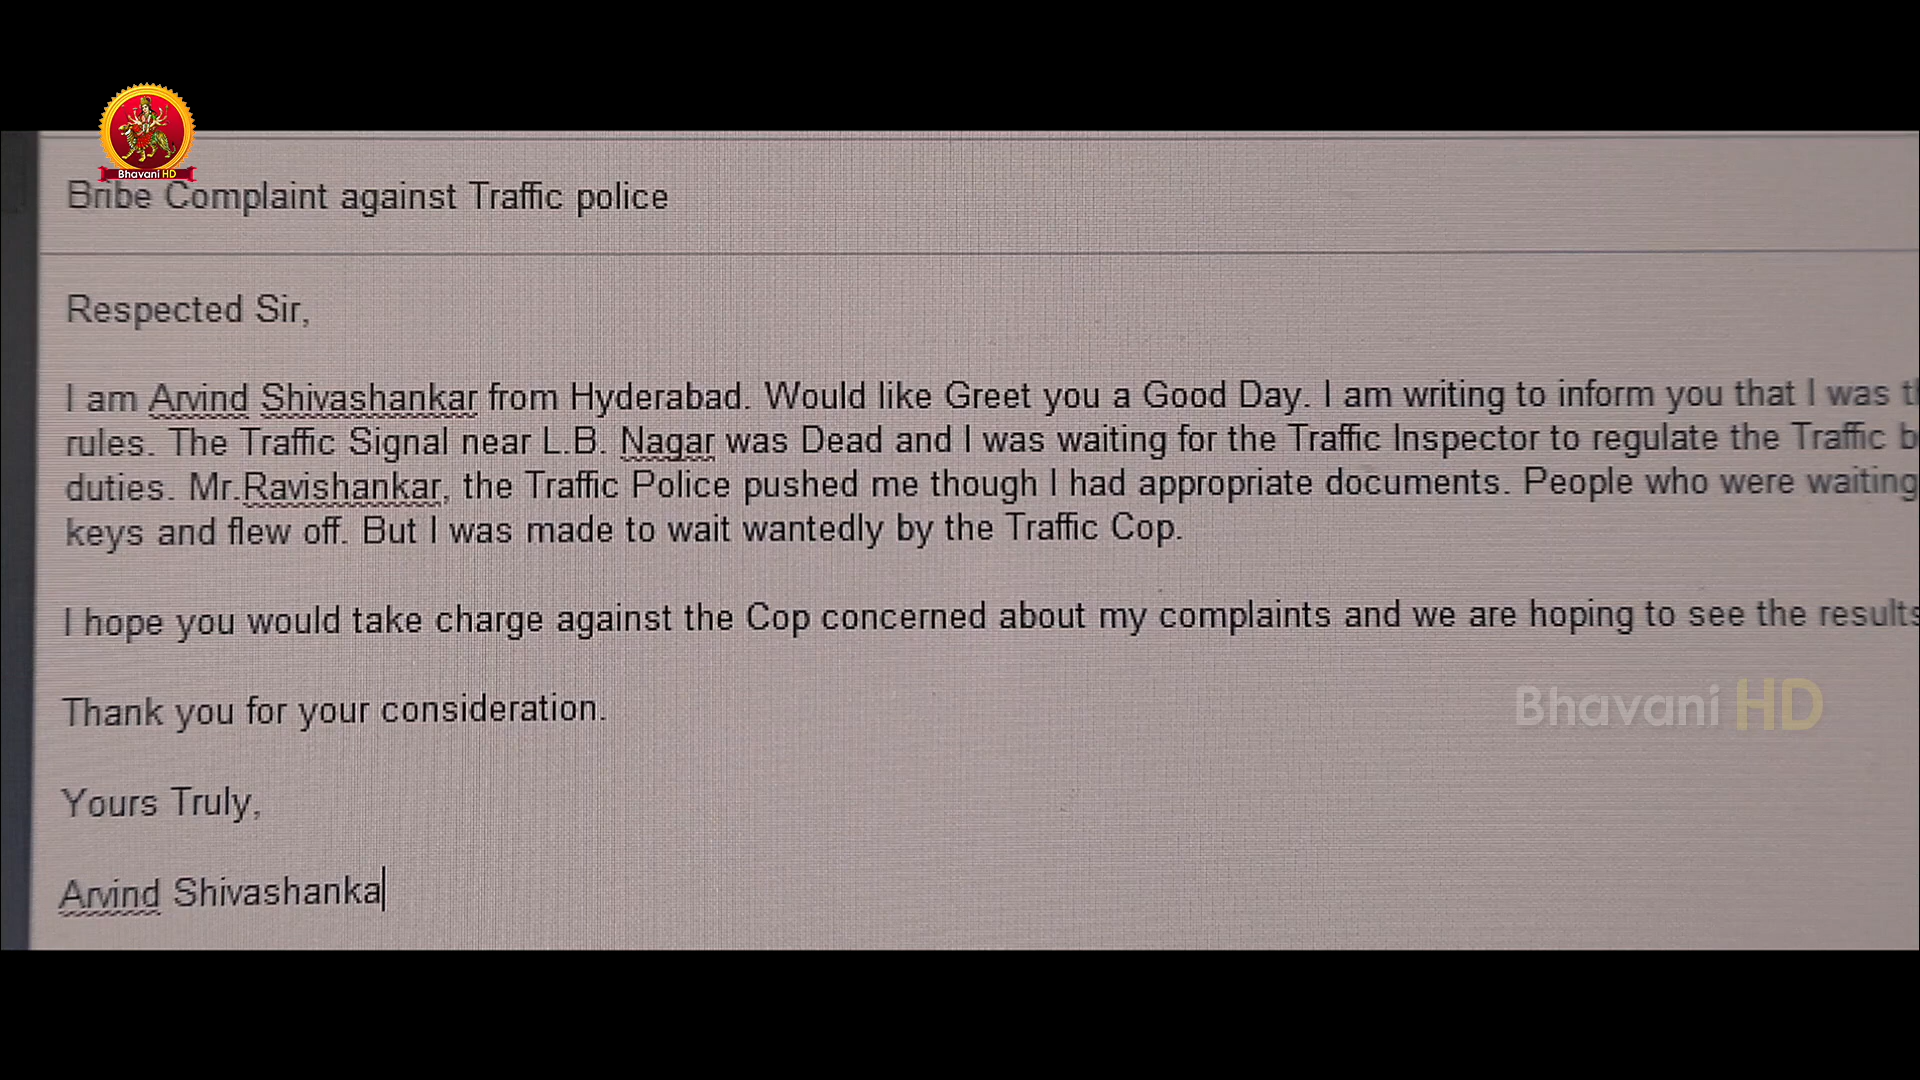 Bhavani HD
Bribe Complaint against Traffic police
Respected Sir,
I am Arvind Shivashankar from Hyderabad. Would like Greet you a Good Day. I am writing to inform you that I was
rules. The Traffic Signal near L.B. Nagar was Dead and I was waiting for the Traffic Inspector to regulate the Traffic
duties. Mr.Ravishankar, the Traffic Police pushed me though I had appropriate documents. People who were waiting
keys and flew off. But I was made to wait wantedly by the Traffic Cop.
I hope you would take charge against the Cop concerned about my complaints and we are hoping to see the results
Thank you for your consideration.
Bhavani HD
Yours Truly,
Arvind Shivashanka